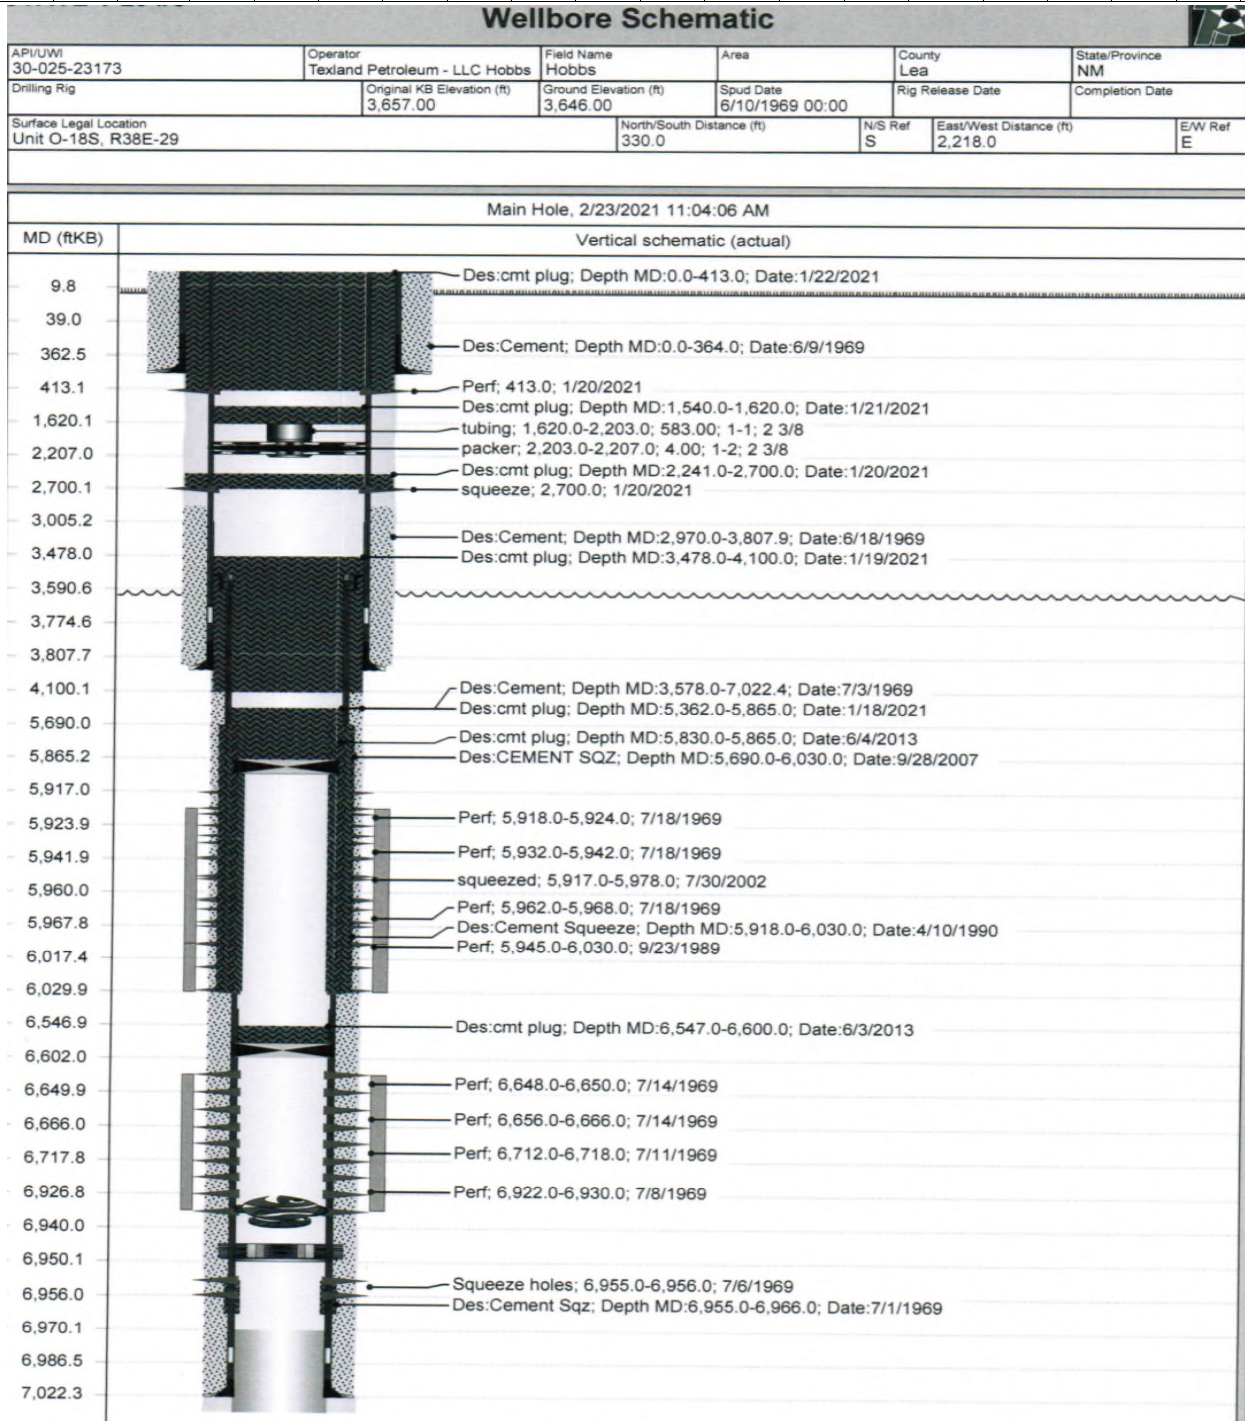 Wellbore Schematic
API/UWI Operator Field Name Area County State/Province
30-025-23173 Texland Petroleum - LLC Hobbs Hobbs Lea NM
Drilling Rig Original KB Elevation (ft) Ground Elevation (ft) Spud Date Rig Release Date Completion Date
3,657.00 3,646.00 6/10/1969 00:00
Surface Legal Location North/South Distance (ft) N/S Ref East/West Distance (ft) E/W Ref
Unit O-18S, R38E-29 330.0 S 2,218.0 E
Main Hole, 2/23/2021 11:04:06 AM
MD (ftKB) Vertical schematic (actual)
Des:cmt plug; Depth MD:0.0-413.0; Date:1/22/2021
9.8
39.0
Des:Cement; Depth MD:0.0-364.0; Date:6/9/1969
362.5
413.1 Perf; 413.0; 1/20/2021
Des:cmt plug; Depth MD:1,540.0-1,620.0; Date:1/21/2021
1,620.1
tubing; 1,620.0-2,203.0; 583.00; 1-1; 2 3/8
packer; 2,203.0-2,207.0; 4.00; 1-2; 2 3/8
2,207.0
Des:cmt plug; Depth MD:2,241.0-2,700.0; Date:1/20/2021
2,700.1 squeeze; 2,700.0; 1/20/2021
3,005.2
Des:Cement; Depth MD:2,970.0-3,807.9; Date:6/18/1969
3,478.0 Des:cmt plug; Depth MD:3,478.0-4,100.0; Date:1/19/2021
3,590.6
3,774.6
3,807.7
4,100.1 Des:Cement; Depth MD:3,578.0-7,022.4; Date:7/3/1969
Des:cmt plug; Depth MD:5,362.0-5,865.0; Date:1/18/2021
5,690.0
Des:cmt plug; Depth MD:5,830.0-5,865.0; Date:6/4/2013
5,865.2 Des:CEMENT SQZ; Depth MD:5,690.0-6,030.0; Date:9/28/2007
5,917.0
5,923.9 Perf; 5,918.0-5,924.0; 7/18/1969
5,941.9 Perf; 5,932.0-5,942.0; 7/18/1969
squeezed; 5,917.0-5,978.0; 7/30/2002
5,960.0
Perf; 5,962.0-5,968.0; 7/18/1969
5,967.8 Des:Cement Squeeze; Depth MD:5,918.0-6,030.0; Date:4/10/1990
Perf; 5,945.0-6,030.0; 9/23/1989
6,017.4
6,029.9
6,546.9 Des:cmt plug; Depth MD:6,547.0-6,600.0; Date:6/3/2013
6,602.0
6,649.9 Perf; 6,648.0-6,650.0; 7/14/1969
6,666.0 Perf; 6,656.0-6,666.0; 7/14/1969
6,717.8 Perf; 6,712.0-6,718.0; 7/11/1969
6,926.8 Perf; 6,922.0-6,930.0; 7/8/1969
6,940.0
6,950.1
Squeeze holes; 6,955.0-6,956.0; 7/6/1969
6,956.0
Des:Cement Sqz; Depth MD:6,955.0-6,966.0; Date:7/1/1969
6,970.1
6,986.5
7,022.3